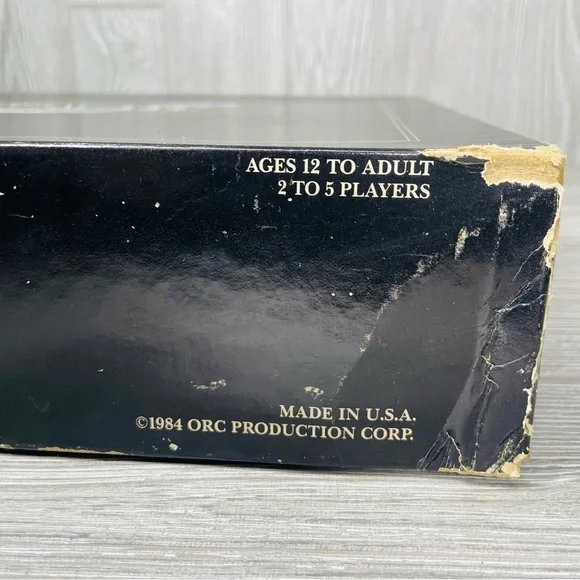 AGES 12 TO ADULT
2 TO 5 PLAYERS
MADE IN U.S.A.
©1984 ORC PRODUCTION CORP.